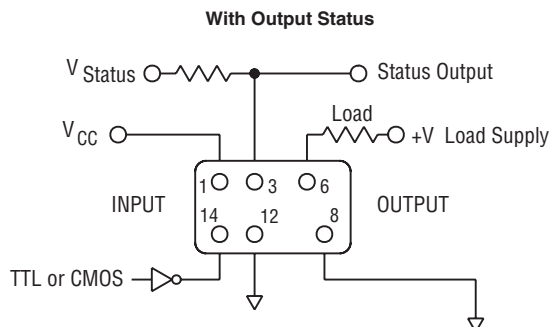 With Output Status
V Status
Status Output
Load
V CC
+V Load Supply
1 3 6
INPUT
OUTPUT
14 12 8
TTL or CMOS